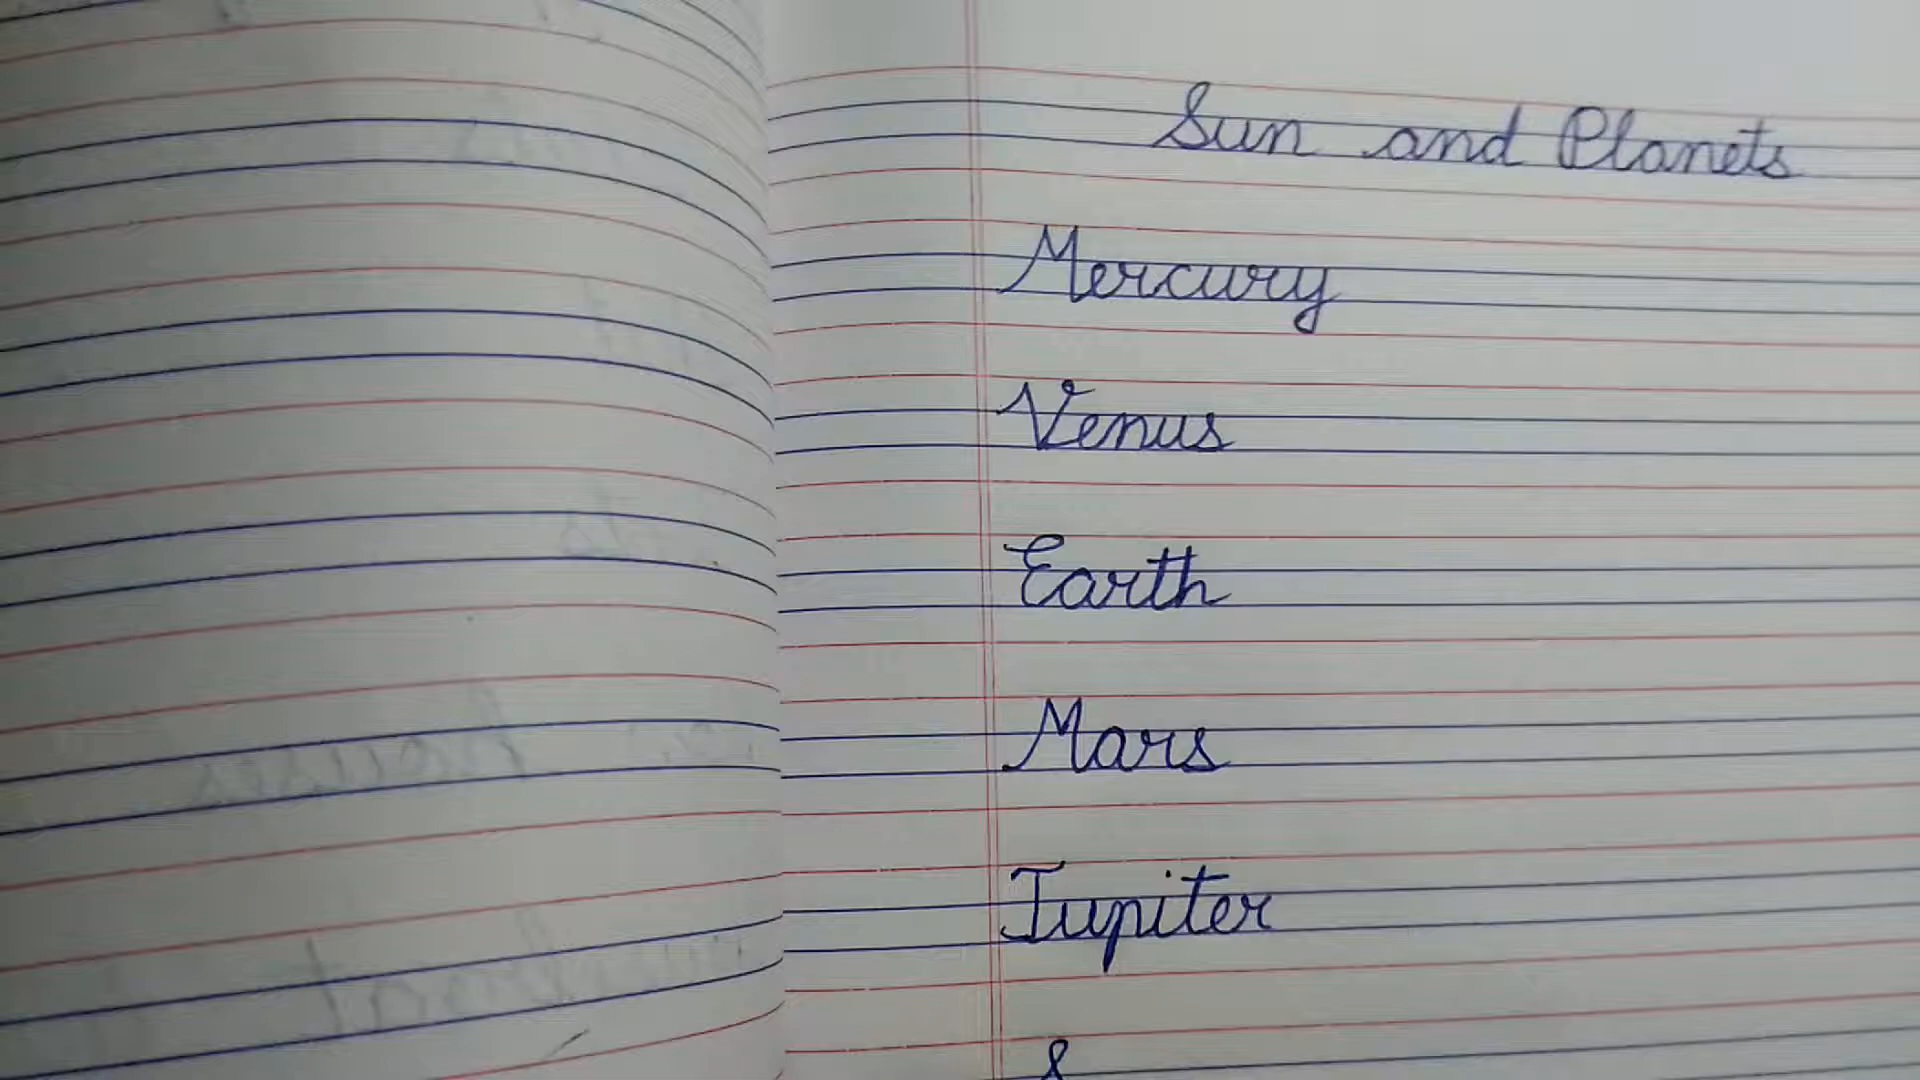 Sun and Planets
Mercury
Venus
Earth
Mars
Jupiter